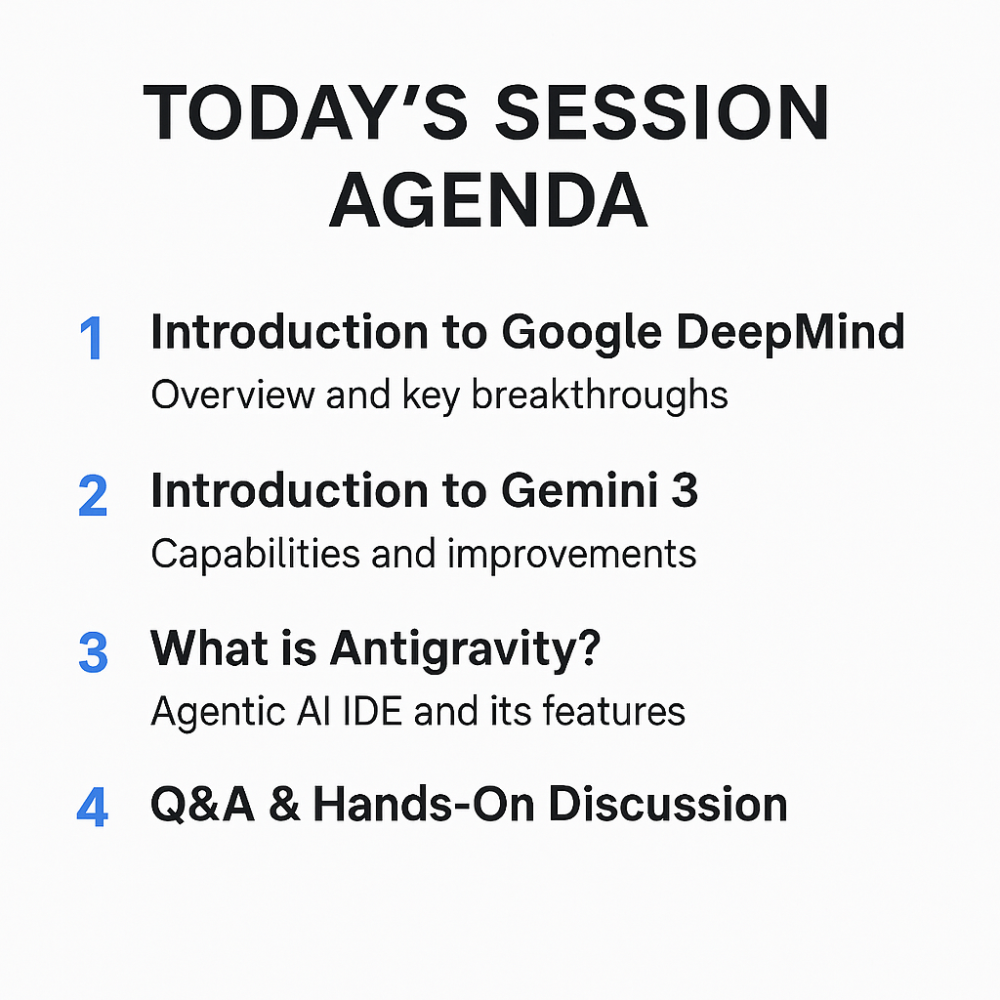 TODAY’S SESSION
AGENDA
1 Introduction to Google DeepMind
Overview and key breakthroughs
2 Introduction to Gemini 3
Capabilities and improvements
3 What is Antigravity?
Agentic AI IDE and its features
4 Q&A & Hands-On Discussion